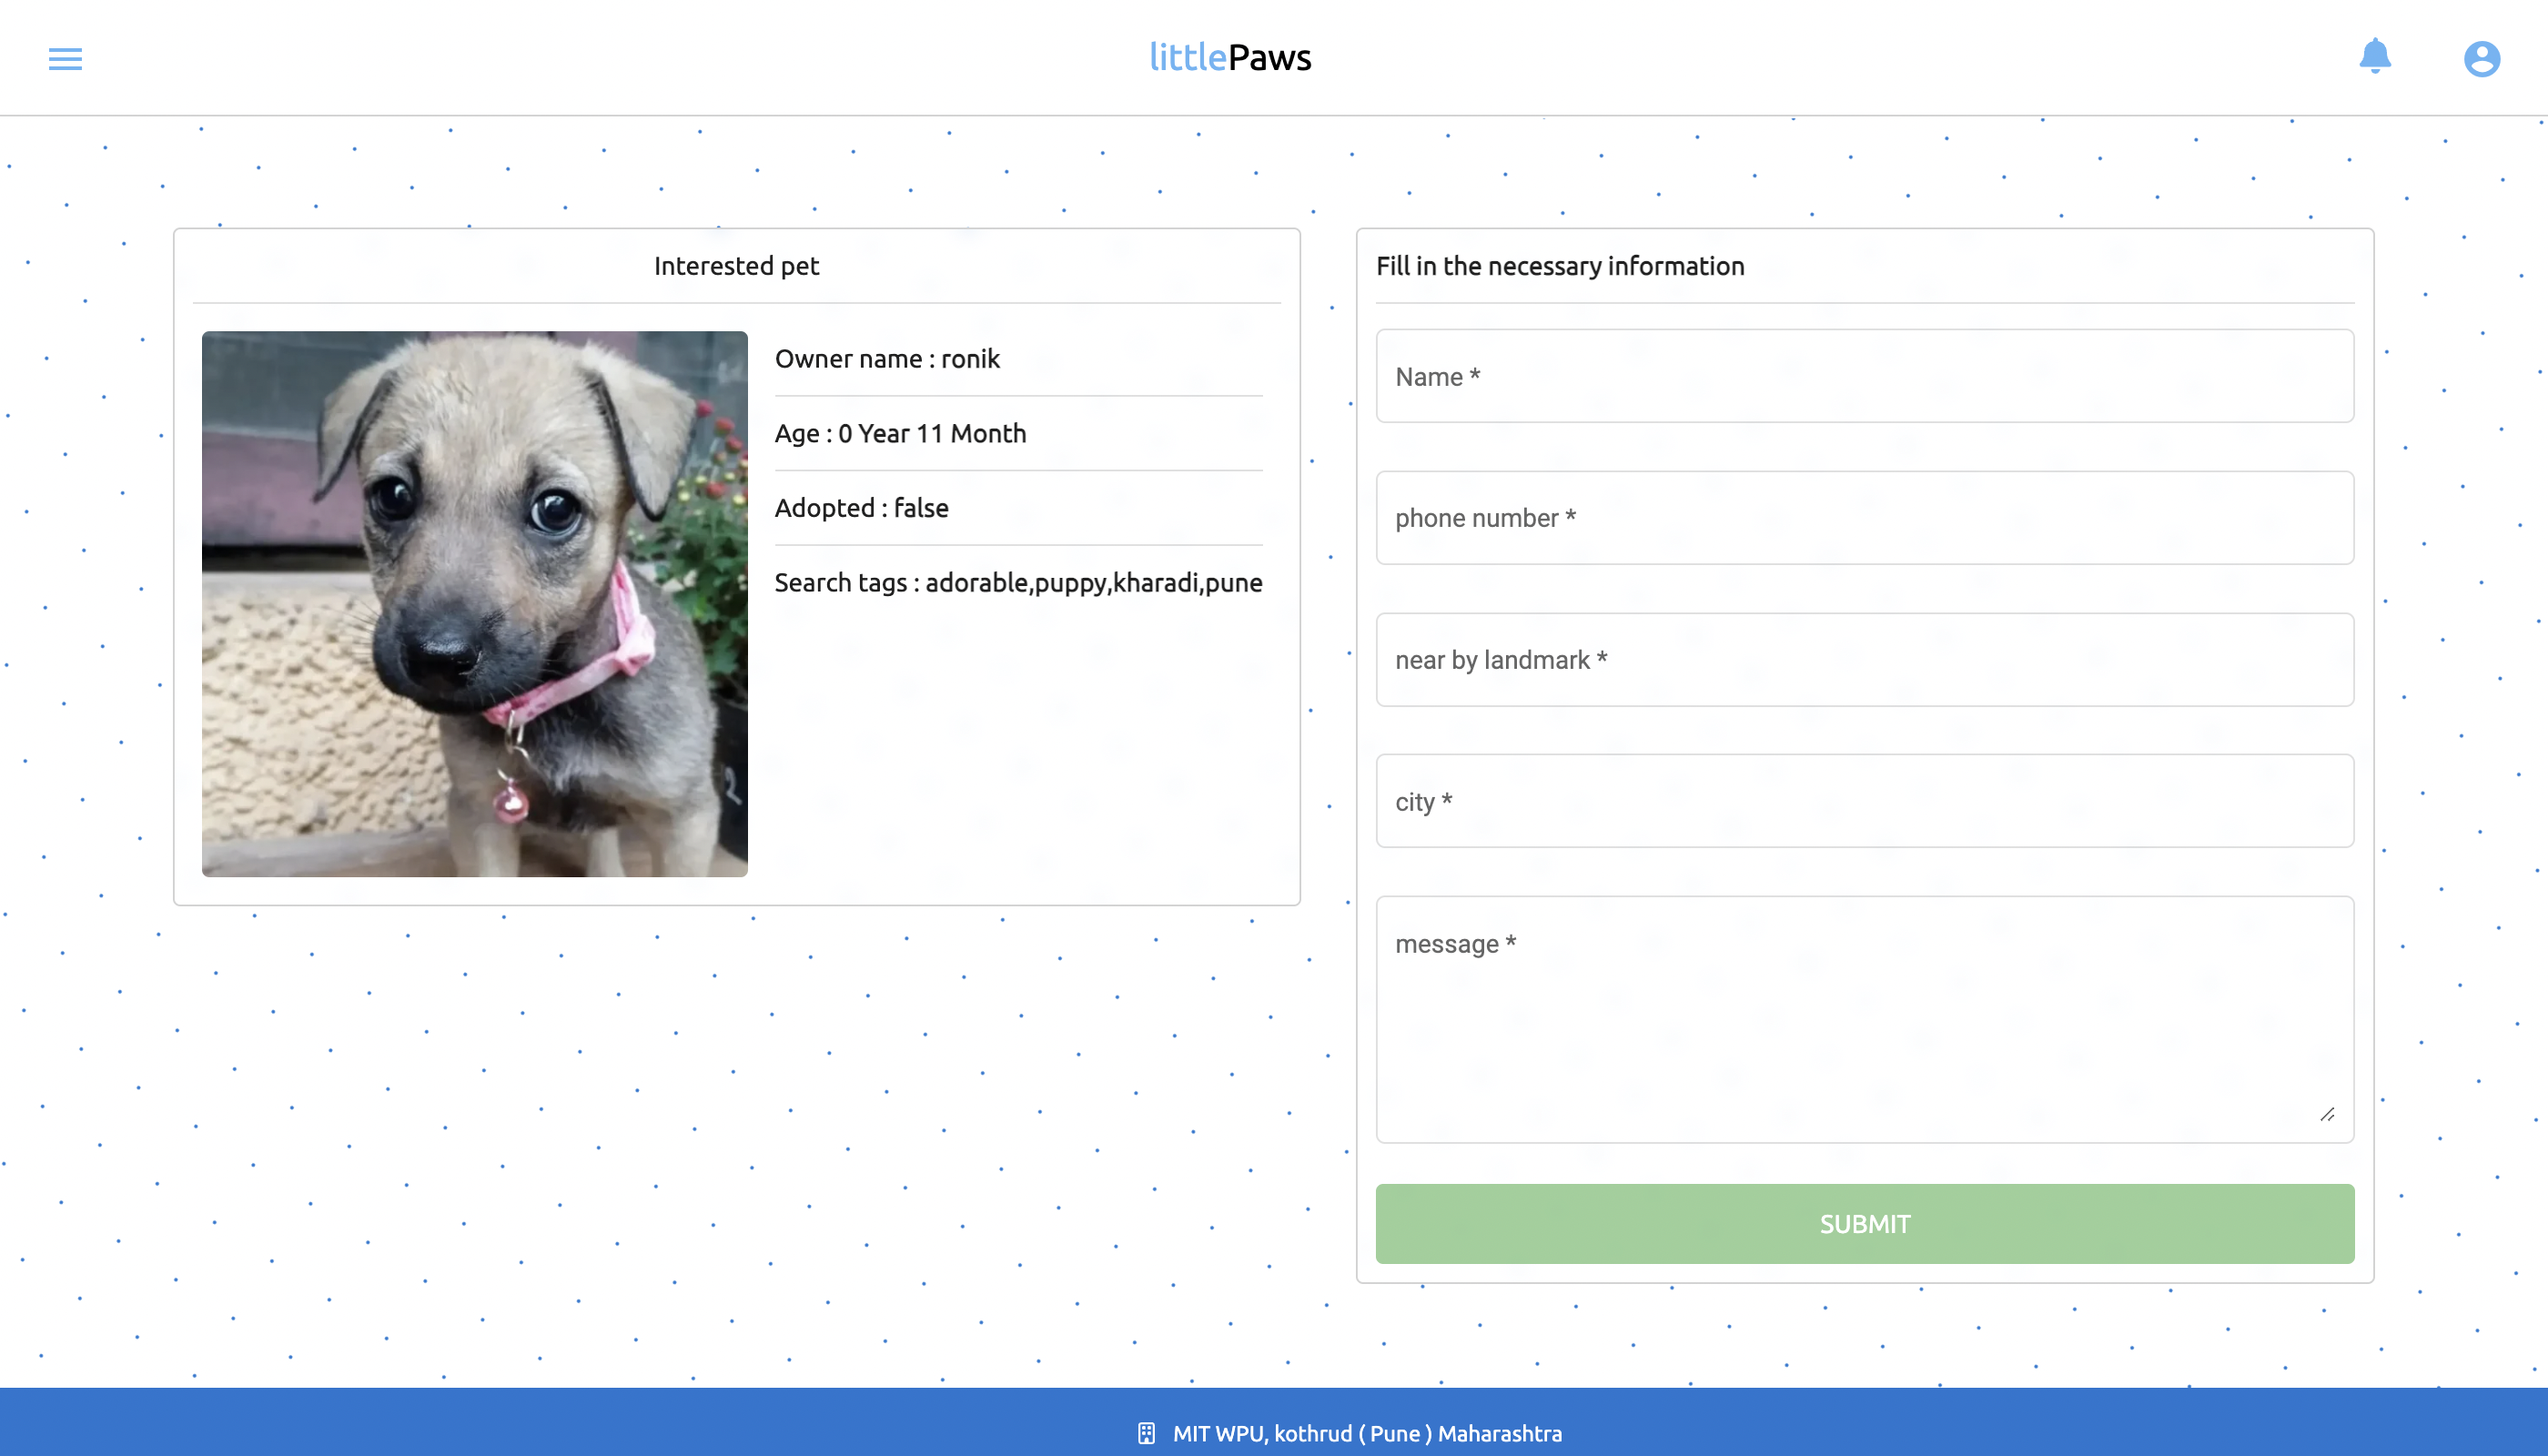 littlePaws
Interested pet
Owner name : ronik
Age : 0 Year 11 Month
Adopted : false
Search tags : adorable,puppy,kharadi,pune
Fill in the necessary information
Name *
phone number *
near by landmark *
city *
message *
SUBMIT
MIT WPU, kothrud ( Pune ) Maharashtra